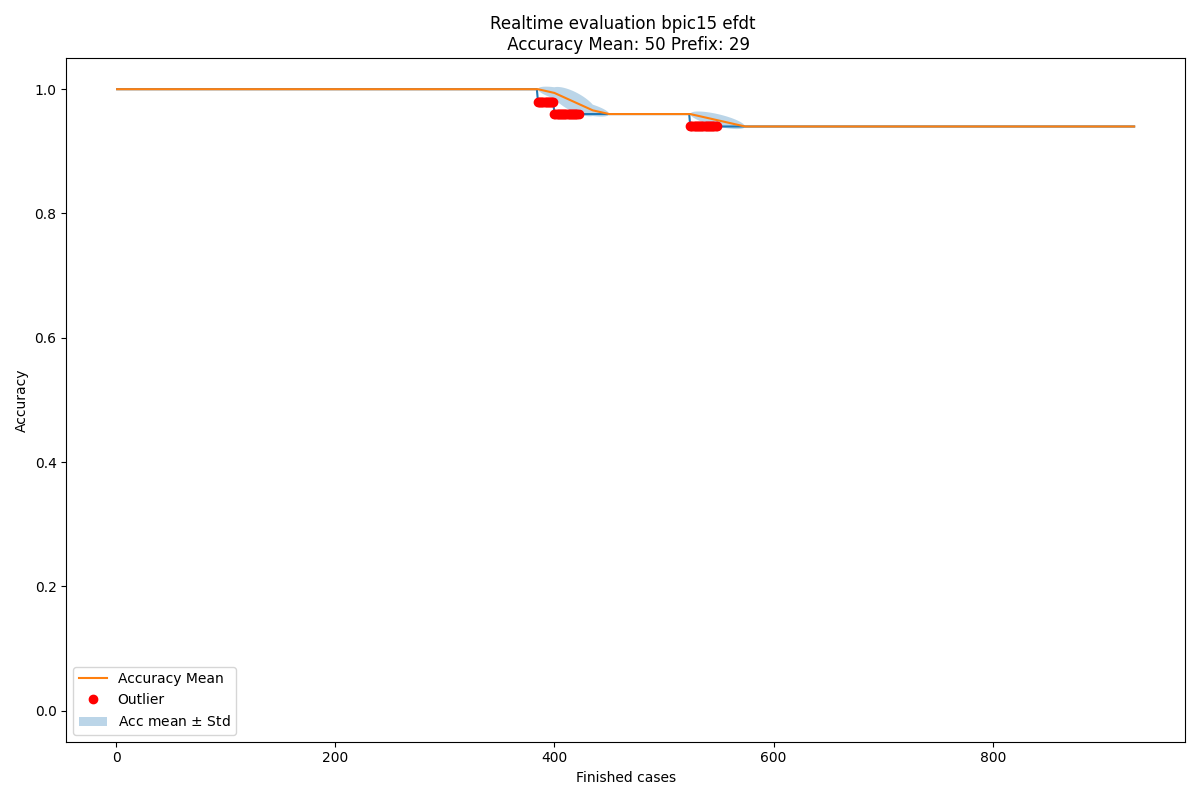 Realtime evaluation bpic15 efdt
Accuracy Mean: 50 Prefix: 29
1.0
0.8
0.6
0.4
0.2
0.0
Accuracy
Accuracy Mean
Outlier
Acc mean ± Std
0 200 400 600 800
Finished cases